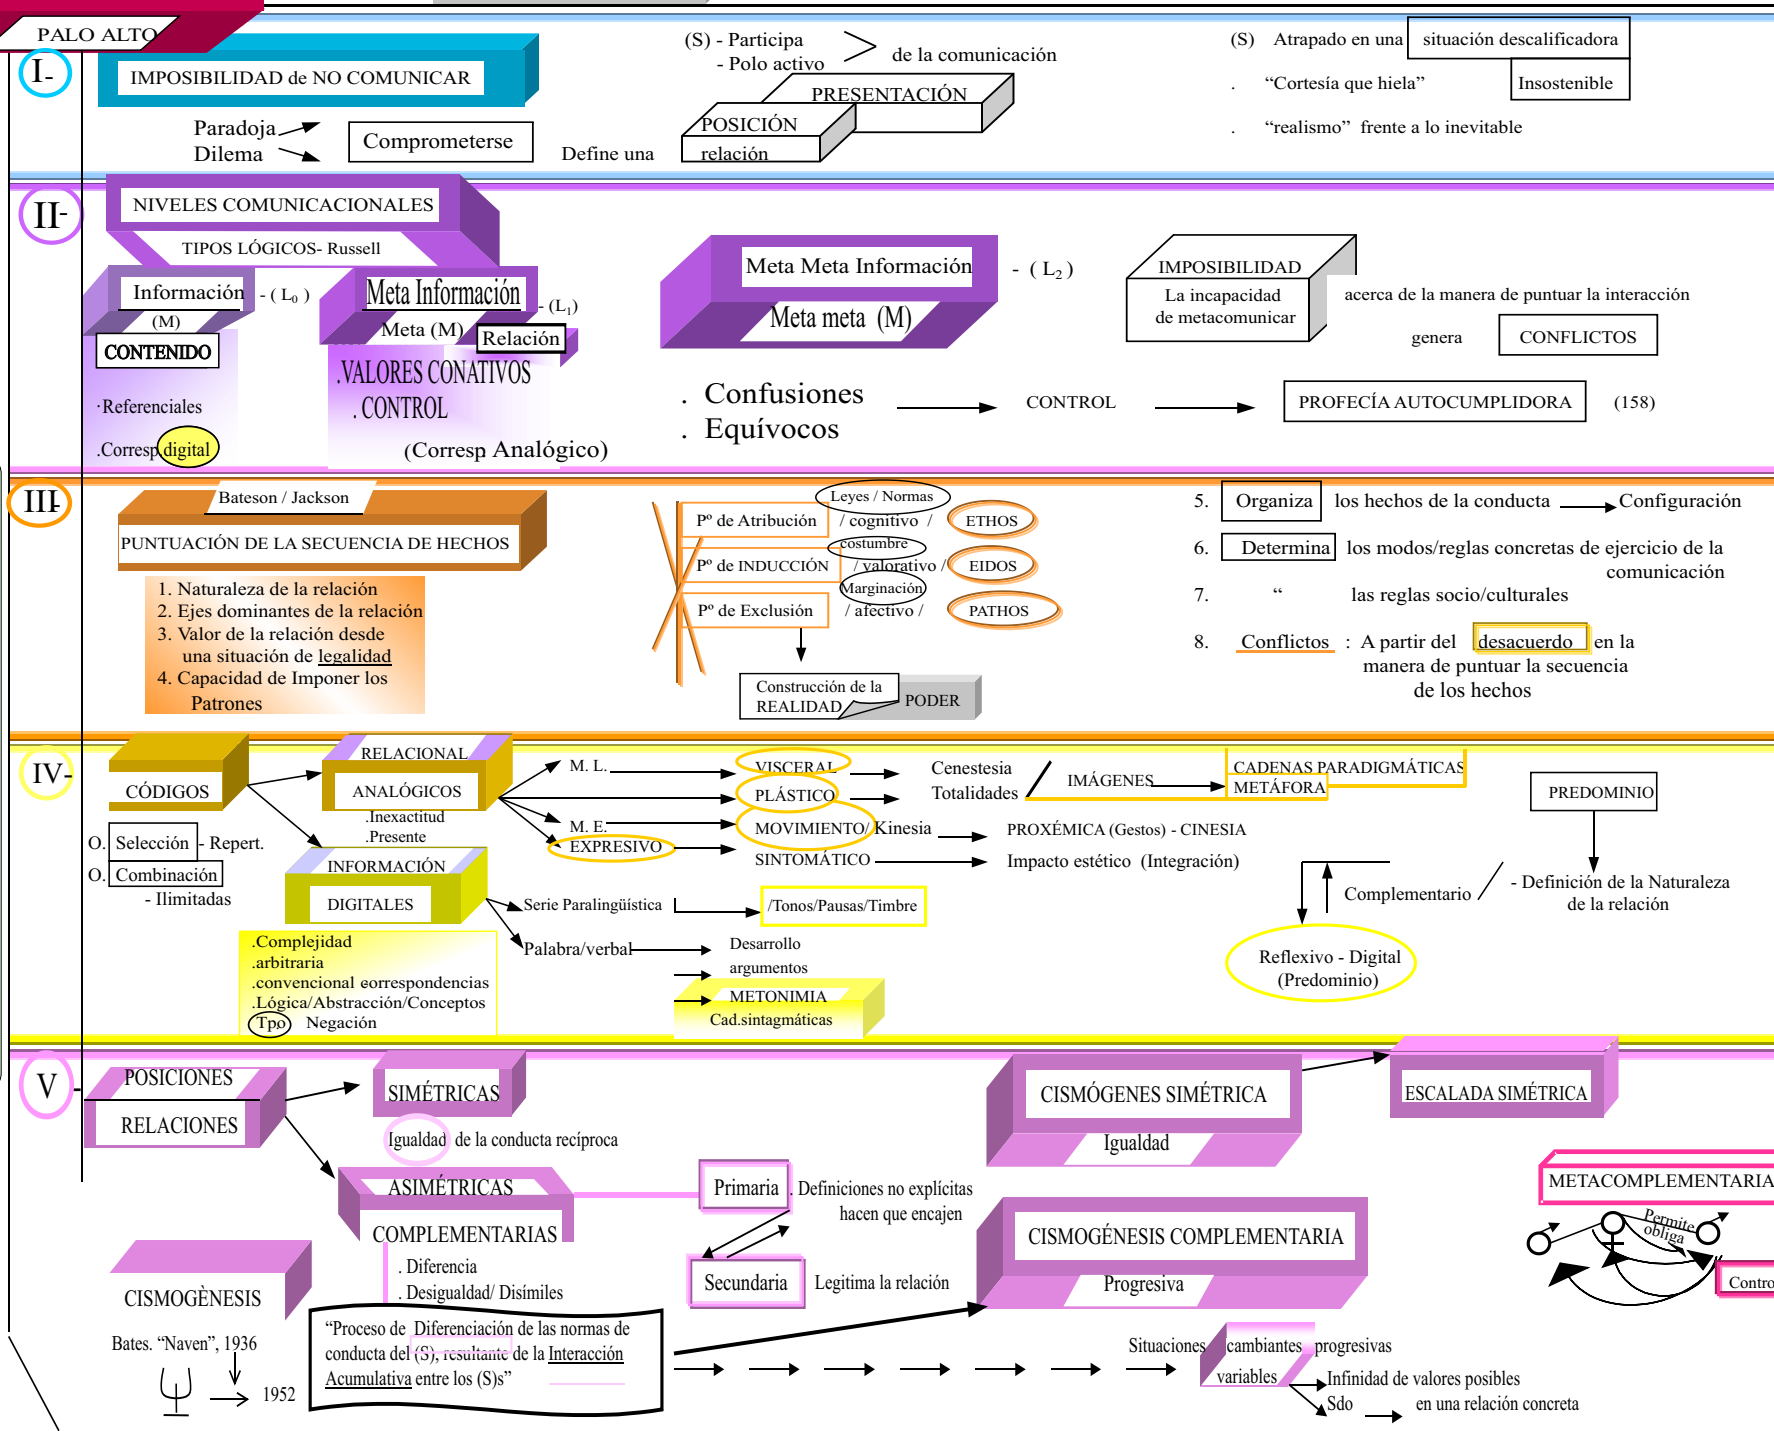 PALO ALTO
I-
IMPOSIBILIDAD de NO COMUNICAR
Paradoja
Dilema
Comprometerse
Define una
(S) - Participa
- Polo activo
de la comunicación
PRESENTACIÓN
POSICIÓN
relación
(S) Atrapado en una situación descalificadora
. “Cortesía que hiela” Insostenible
. “realismo” frente a lo inevitable
II-
NIVELES COMUNICACIONALES
TIPOS LÓGICOS- Russell
Información - ( L0 )
(M)
CONTENIDO
.Referenciales
.Corresp.digital
Meta Información - (L1)
Meta (M)
Relación
.VALORES CONATIVOS
. CONTROL
(Corresp. Analógico)
Meta Meta Información - ( L2 )
Meta meta (M)
IMPOSIBILIDAD
La incapacidad
de metacomunicar
acerca de la manera de puntuar la interacción
genera CONFLICTOS
. Confusiones
. Equívocos
CONTROL
PROFECÍA AUTOCUMPLIDORA (158)
III-
Bateson / Jackson
PUNTUACIÓN DE LA SECUENCIA DE HECHOS
1. Naturaleza de la relación
2. Ejes dominantes de la relación
3. Valor de la relación desde
una situación de legalidad
4. Capacidad de Imponer los
Patrones
Leyes / Normas
Pº de Atribución / cognitivo / ETHOS
costumbre
Pº de INDUCCIÓN / valorativo / EIDOS
Marginación
Pº de Exclusión / afectivo / PATHOS
Construcción de la
REALIDAD
PODER
5. Organiza los hechos de la conducta Configuración
6. Determina los modos/reglas concretas de ejercicio de la
comunicación
7. “ las reglas socio/culturales
8. Conflictos : A partir del desacuerdo en la
manera de puntuar la secuencia
de los hechos
IV-
CÓDIGOS
O. Selección - Repert.
O. Combinación
- Ilimitadas
RELACIONAL
ANALÓGICOS
.Inexactitud
.Presente
INFORMACIÓN
DIGITALES
.Complejidad
.arbitraria
.convencional correspondencias
.Lógica/Abstracción/Conceptos
Tpo Negación
M. L.
M. E.
EXPRESIVO
VISCERAL
PLÁSTICO
MOVIMIENTO/ Kinesia
SINTOMÁTICO
Cenestesia
Totalidades
IMÁGENES
CADENAS PARADIGMÁTICAS
METÁFORA
PROXÉMICA (Gestos) - CINESIA
Impacto estético (Integración)
Serie Paralingüística
/Tonos/Pausas/Timbre
Palabra/verbal
Desarrollo
argumentos
METONIMIA
Cad.sintagmáticas
PREDOMINIO
Complementario
- Definición de la Naturaleza
de la relación
Reflexivo - Digital
(Predominio)
V-
POSICIONES
RELACIONES
SIMÉTRICAS
Igualdad de la conducta recíproca
ASIMÉTRICAS
COMPLEMENTARIAS
. Diferencia
. Desigualdad/ Disímiles
Primaria . Definiciones no explícitas
hacen que encajen
Secundaria Legitima la relación
CISMÓGENES SIMÉTRICA
Igualdad
ESCALADA SIMÉTRICA
CISMOGÉNESIS COMPLEMENTARIA
Progresiva
METACOMPLEMENTARIA
Permite
obliga
Contro
CISMOGÈNESIS
Bates. “Naven”, 1936
1952
“Proceso de Diferenciación de las normas de
conducta del (S), resultante de la Interacción
Acumulativa entre los (S)s”
Situaciones cambiantes progresivas
variables
Infinidad de valores posibles
Sdo en una relación concreta